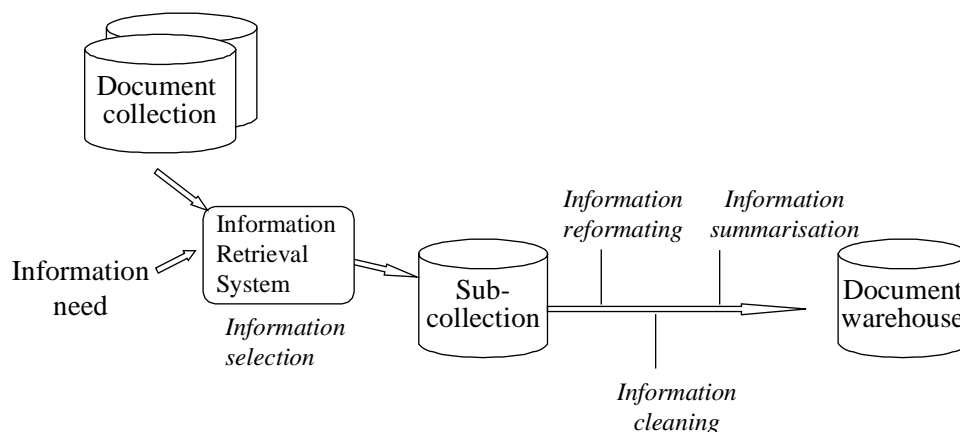 Document
collection
Information
need
Information
Retrieval
System
Information
selection
Sub-
collection
Information
reformating
Information
summarisation
Information
cleaning
Document
warehouse